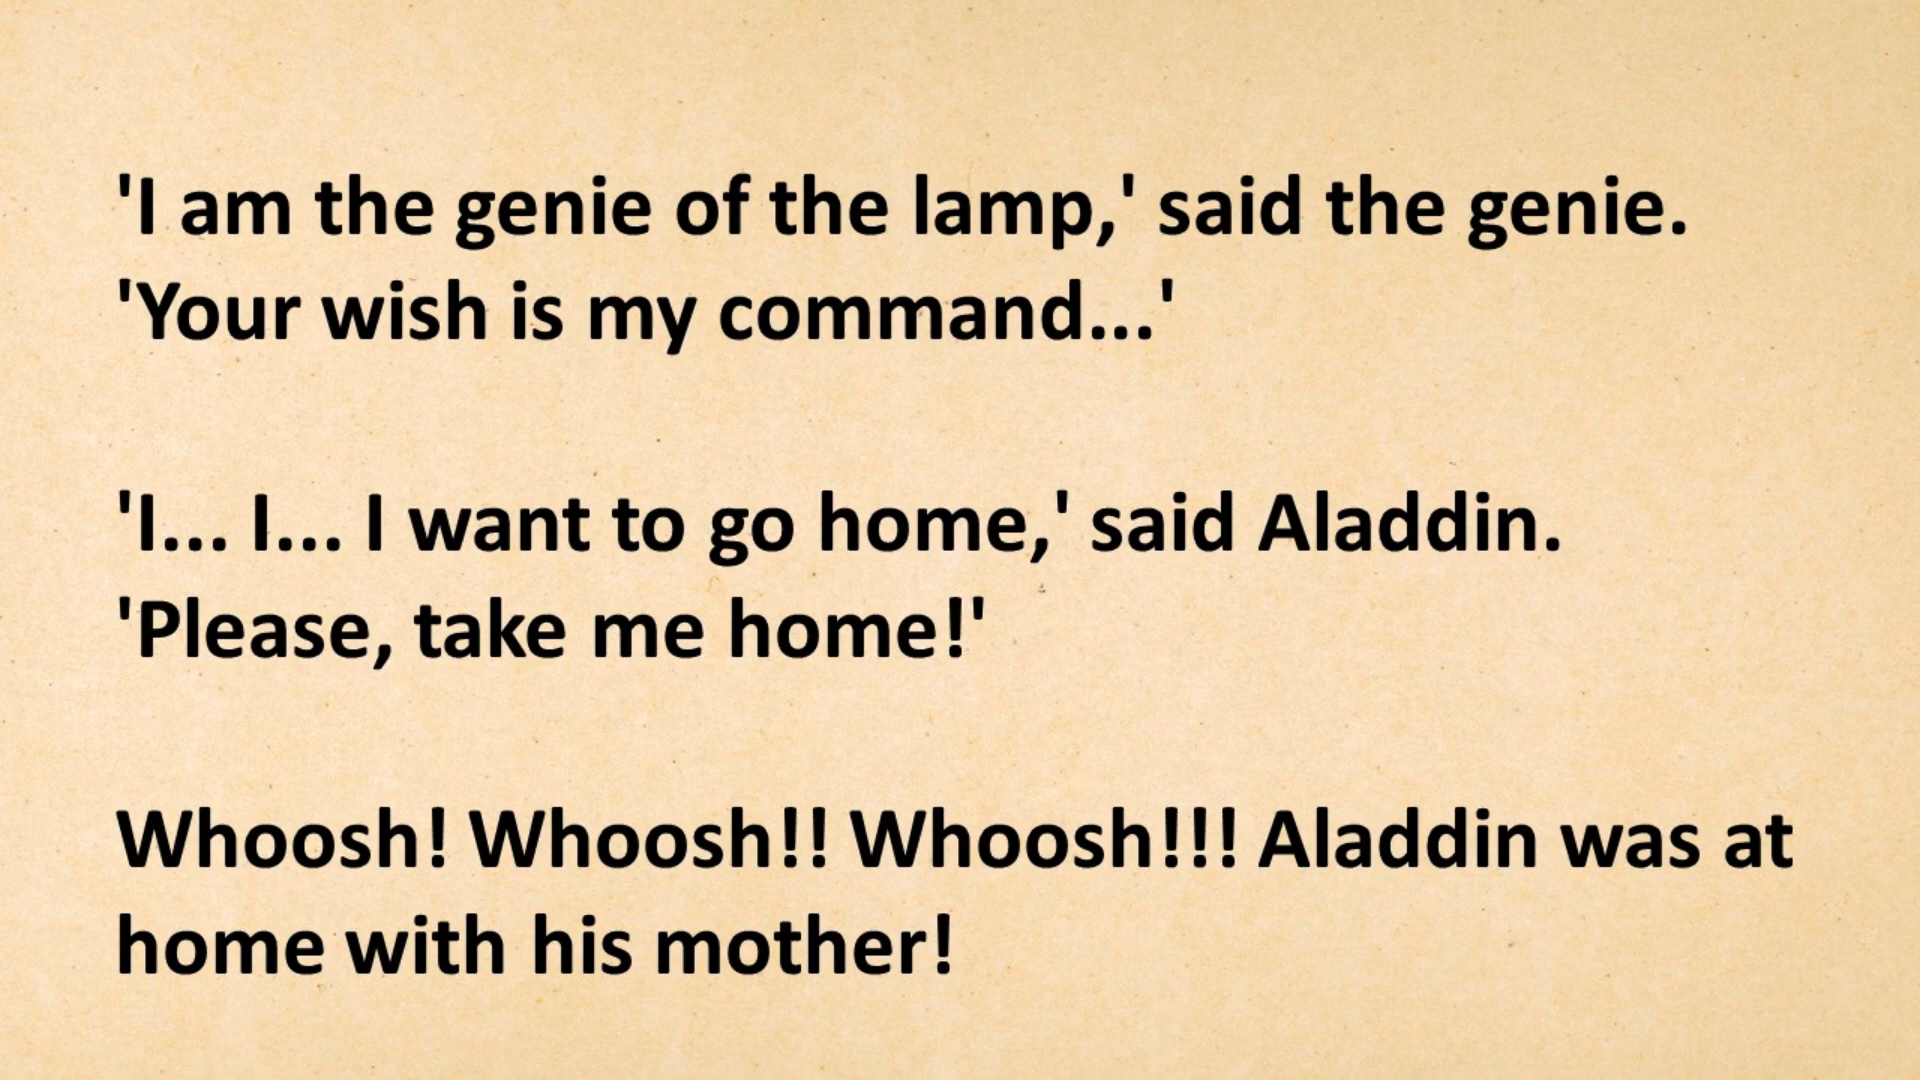 'I am the genie of the lamp,' said the genie.
'Your wish is my command...'
'I... I... I want to go home,' said Aladdin.
'Please, take me home!'
Whoosh! Whoosh!! Whoosh!!! Aladdin was at
home with his mother!